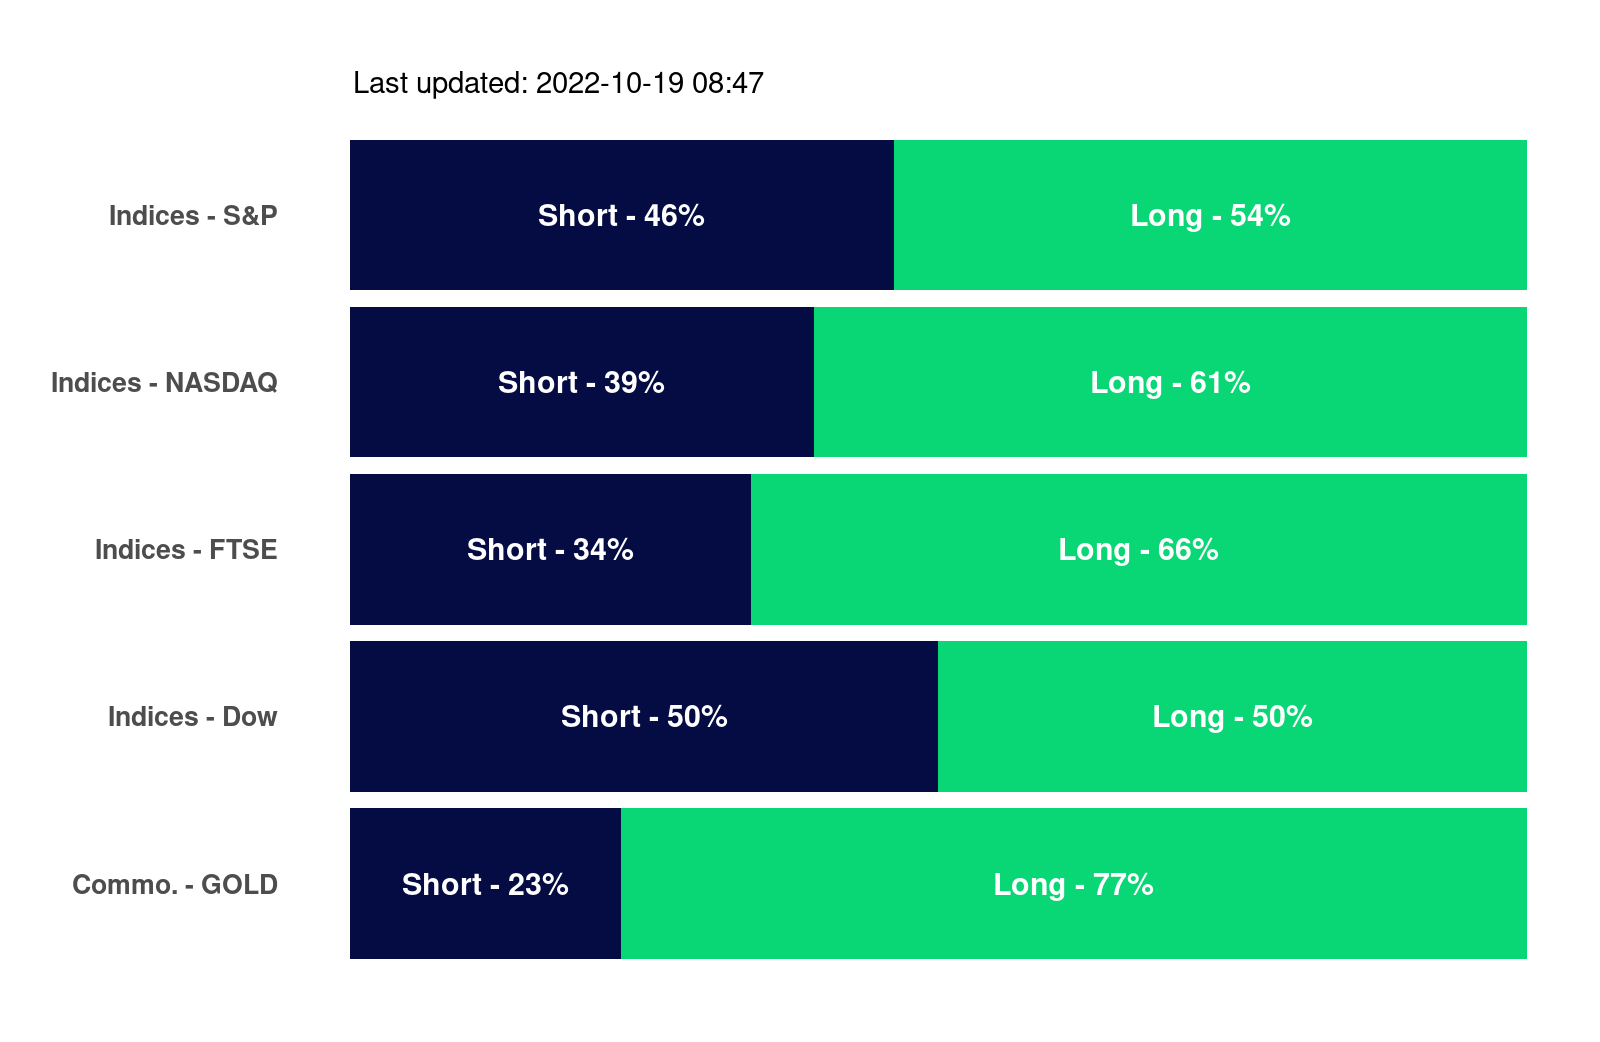 Last updated: 2022-10-19 08:47
Indices - S&P Short - 46% Long - 54%
Indices - NASDAQ Short - 39% Long - 61%
Indices - FTSE Short - 34% Long - 66%
Indices - Dow Short - 50% Long - 50%
Commo. - GOLD Short - 23% Long - 77%